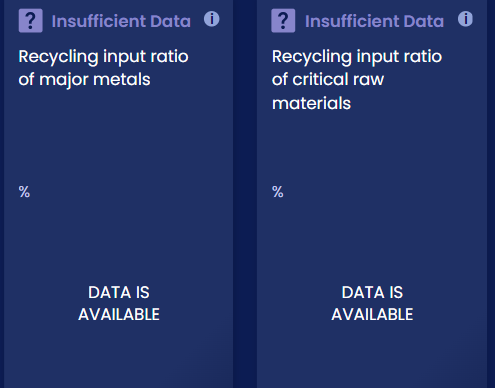 ? Insufficient Data i
Recycling input ratio
of major metals
%
DATA IS
AVAILABLE
? Insufficient Data i
Recycling input ratio
of critical raw
materials
%
DATA IS
AVAILABLE